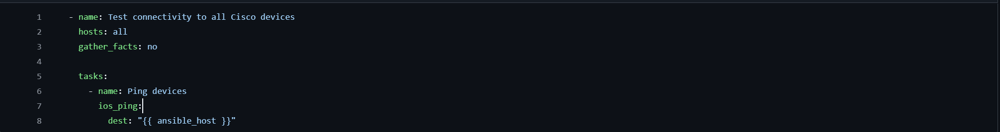 1 - name: Test connectivity to all Cisco devices
2 hosts: all
3 gather_facts: no
4
5 tasks:
6 - name: Ping devices
7 ios_ping:
8 dest: "{{ ansible_host }}"